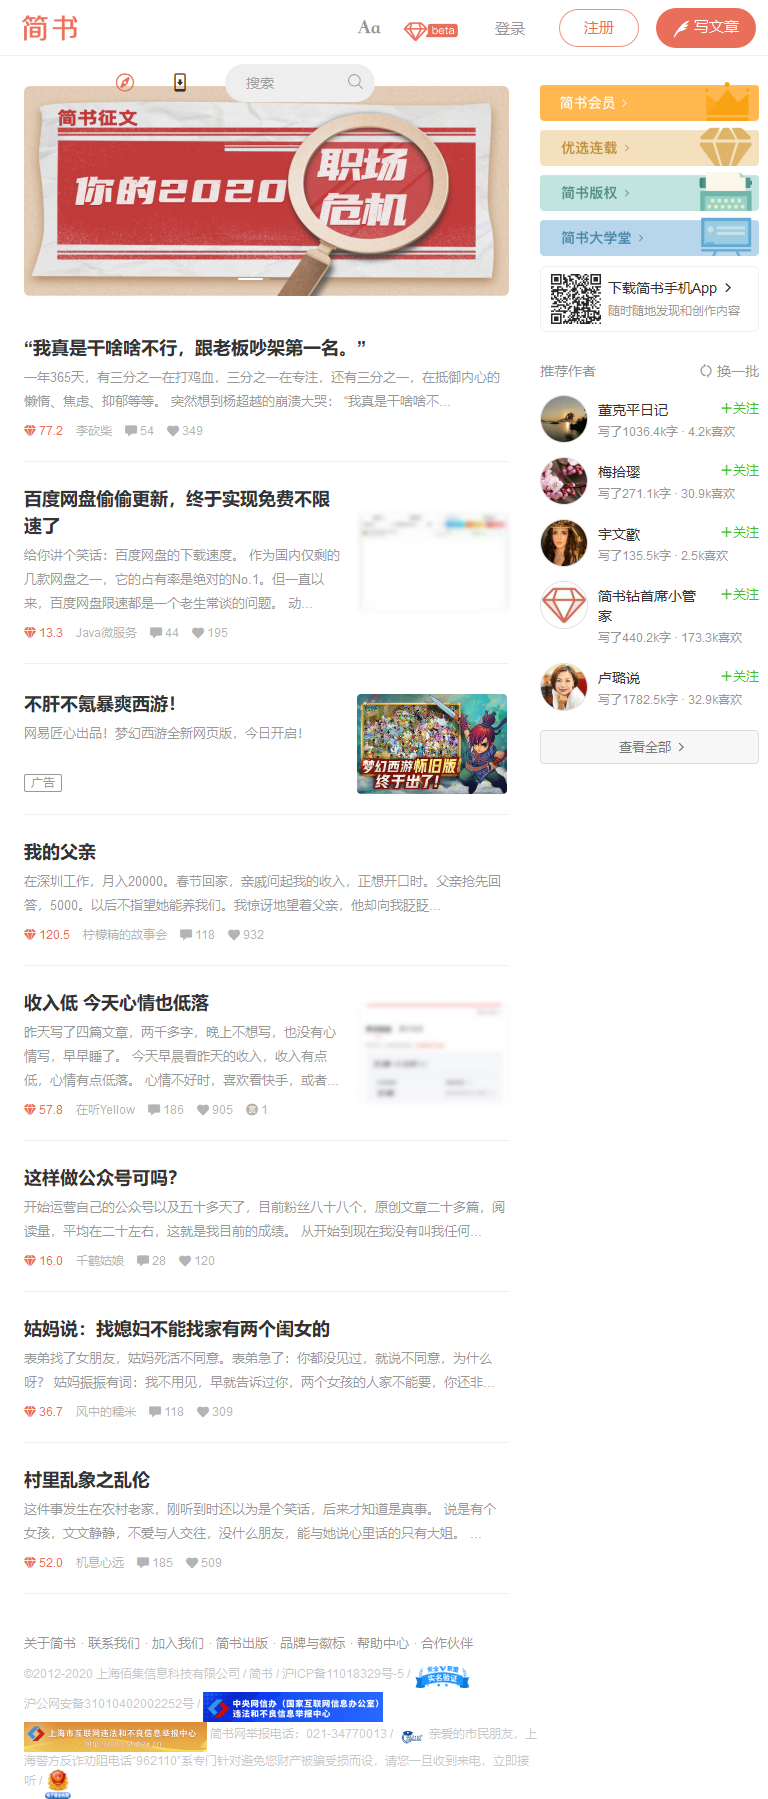 简书
Aa
beta
登录
注册
写文章
搜索
简书征文
你的2020
职场
危机
简书会员
优选连载
简书版权
简书大学堂
下载简书手机App
随时随地发现和创作内容
“我真是干啥啥不行，跟老板吵架第一名。”
一年365天，有三分之一在打鸡血，三分之一在专注，还有三分之一，在抵御内心的
懒惰、焦虑、抑郁等等。 突然想到杨超越的崩溃大哭： “我真是干啥啥不...
77.2 李砍柴 54 349
百度网盘偷偷更新，终于实现免费不限
速了
给你讲个笑话：百度网盘的下载速度。 作为国内仅剩的
几款网盘之一，它的占有率是绝对的No.1。但一直以
来，百度网盘限速都是一个老生常谈的问题。 动...
13.3 Java微服务 44 195
不肝不氪暴爽西游！
网易匠心出品！梦幻西游全新网页版，今日开启！
广告
梦幻西游怀旧版
终于出了！
我的父亲
在深圳工作，月入20000。春节回家，亲戚问起我的收入，正想开口时。父亲抢先回
答，5000。以后不指望她能养我们。我惊讶地望着父亲，他却向我眨眨...
120.5 柠檬精的故事会 118 932
收入低 今天心情也低落
昨天写了四篇文章，两千多字，晚上不想写，也没有心
情写，早早睡了。 今天早晨看昨天的收入，收入有点
低，心情有点低落。 心情不好时，喜欢看快手，或者...
57.8 在听Yellow 186 905 1
这样做公众号可吗？
开始运营自己的公众号以及五十多天了，目前粉丝八十八个，原创文章二十多篇，阅
读量，平均在二十左右，这就是我目前的成绩。 从开始到现在我没有叫我任何...
16.0 千鹤姑娘 28 120
姑妈说：找媳妇不能找家有两个闺女的
表弟找了女朋友，姑妈死活不同意。表弟急了：你都没见过，就说不同意，为什么
呀？ 姑妈振振有词：我不用见，早就告诉过你，两个女孩的人家不能要，你还非...
36.7 风中的糯米 118 309
村里乱象之乱伦
这件事发生在农村老家，刚听到时还以为是个笑话，后来才知道是真事。 说是有个
女孩，文文静静，不爱与人交往，没什么朋友，能与她说心里话的只有大姐。 ...
52.0 机息心远 185 509
推荐作者 换一批
董克平日记 +关注
写了1036.4k字 · 4.2k喜欢
梅拾璎 +关注
写了271.1k字 · 30.9k喜欢
宇文歡 +关注
写了135.5k字 · 2.5k喜欢
简书钻首席小管
家
+关注
写了440.2k字 · 173.3k喜欢
卢璐说 +关注
写了1782.5k字 · 32.9k喜欢
查看全部
关于简书 · 联系我们 · 加入我们 · 简书出版 · 品牌与徽标 · 帮助中心 · 合作伙伴
©2012-2020 上海佰集信息科技有限公司 / 简书 / 沪ICP备11018329号-5 /
安全V联盟
实名验证
沪公网安备31010402002252号 /
中央网信办（国家互联网信息办公室）
违法和不良信息举报中心
上海市互联网违法和不良信息举报中心
简书网举报电话：021-34770013 / 亲爱的市民朋友，上
海警方反诈劝阻电话“962110”系专门针对避免您财产被骗受损而设，请您一旦收到来电，立即接
听 /